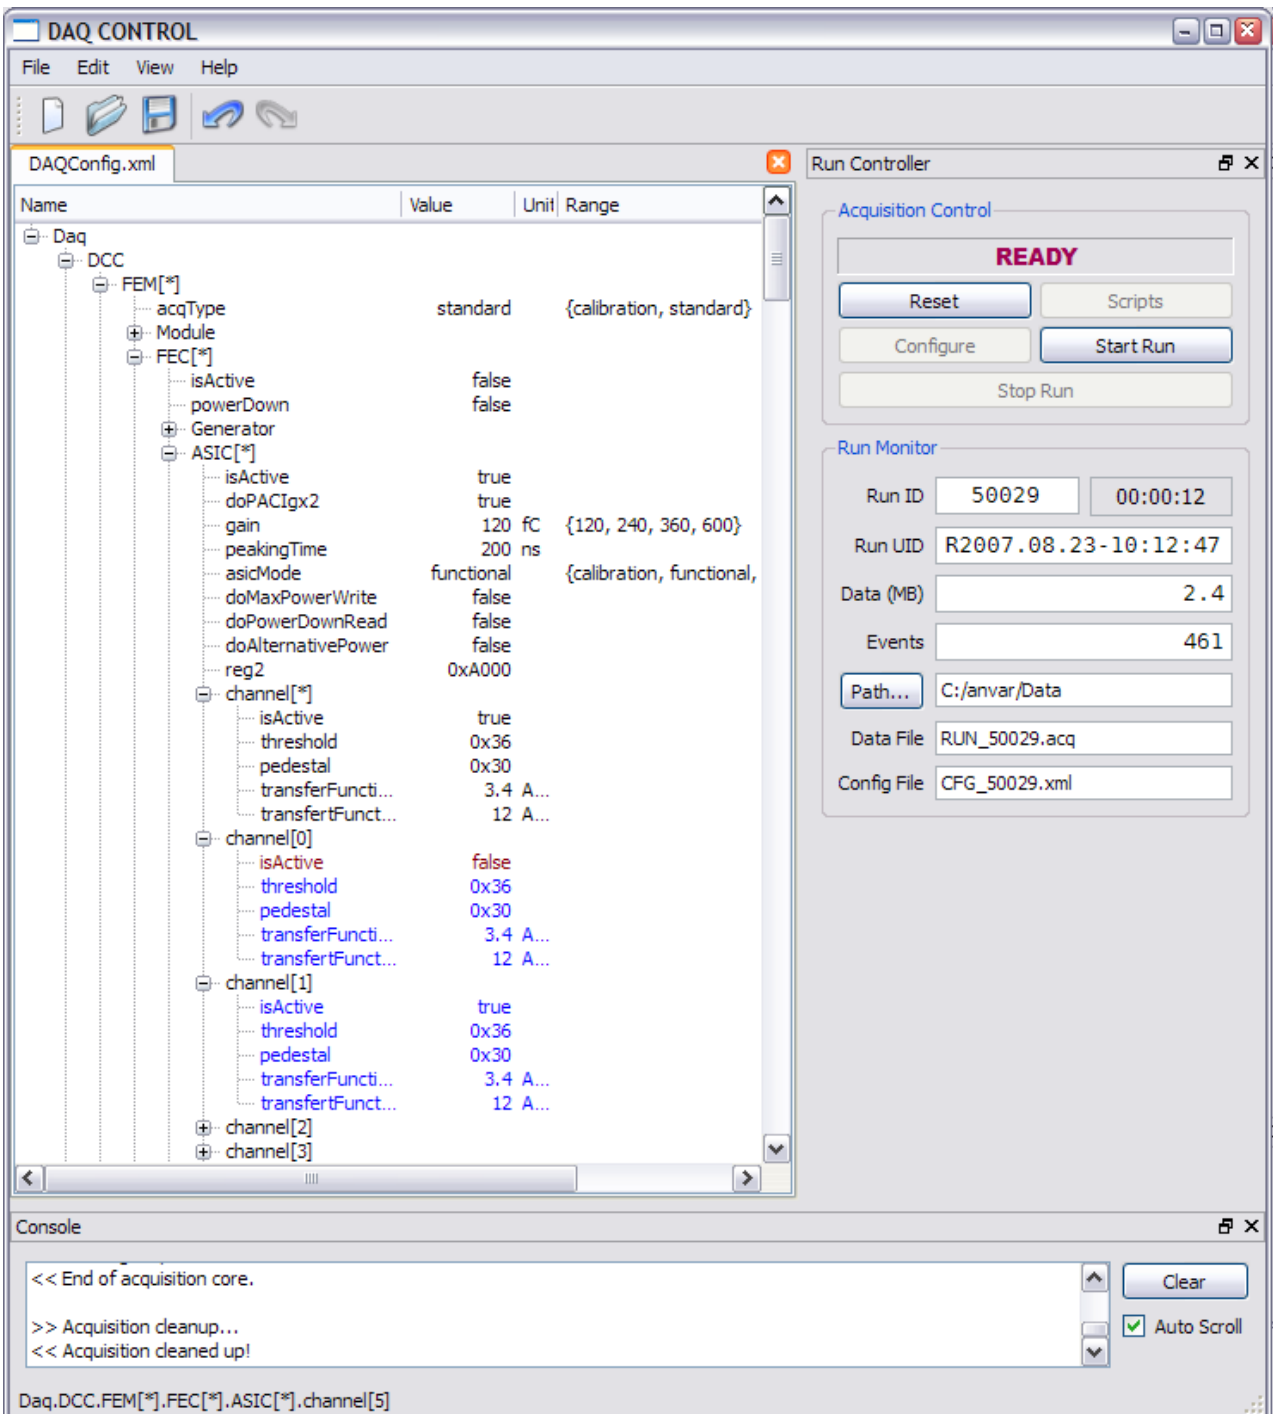 DAQ CONTROL
File Edit View Help
DAQConfig.xml
Name Value Unit Range
Daq
DCC
FEM[*]
acqType standard {calibration, standard}
Module
FEC[*]
isActive false
powerDown false
Generator
ASIC[*]
isActive true
doPACIgx2 true
gain 120 fC {120, 240, 360, 600}
peakingTime 200 ns
asicMode functional {calibration, functional,
doMaxPowerWrite false
doPowerDownRead false
doAlternativePower false
reg2 0xA000
channel[*]
isActive true
threshold 0x36
pedestal 0x30
transferFuncti... 3.4 A...
transfertFunct... 12 A...
channel[0]
isActive false
threshold 0x36
pedestal 0x30
transferFuncti... 3.4 A...
transfertFunct... 12 A...
channel[1]
isActive true
threshold 0x36
pedestal 0x30
transferFuncti... 3.4 A...
transfertFunct... 12 A...
channel[2]
channel[3]
Run Controller
Acquisition Control
READY
Reset Scripts
Configure Start Run
Stop Run
Run Monitor
Run ID 50029 00:00:12
Run UID R2007.08.23-10:12:47
Data (MB) 2.4
Events 461
Path... C:/anvar/Data
Data File RUN_50029.acq
Config File CFG_50029.xml
Console
<< End of acquisition core.
>> Acquisition cleanup...
<< Acquisition cleaned up!
Clear
Auto Scroll
Daq.DCC.FEM[*].FEC[*].ASIC[*].channel[5]